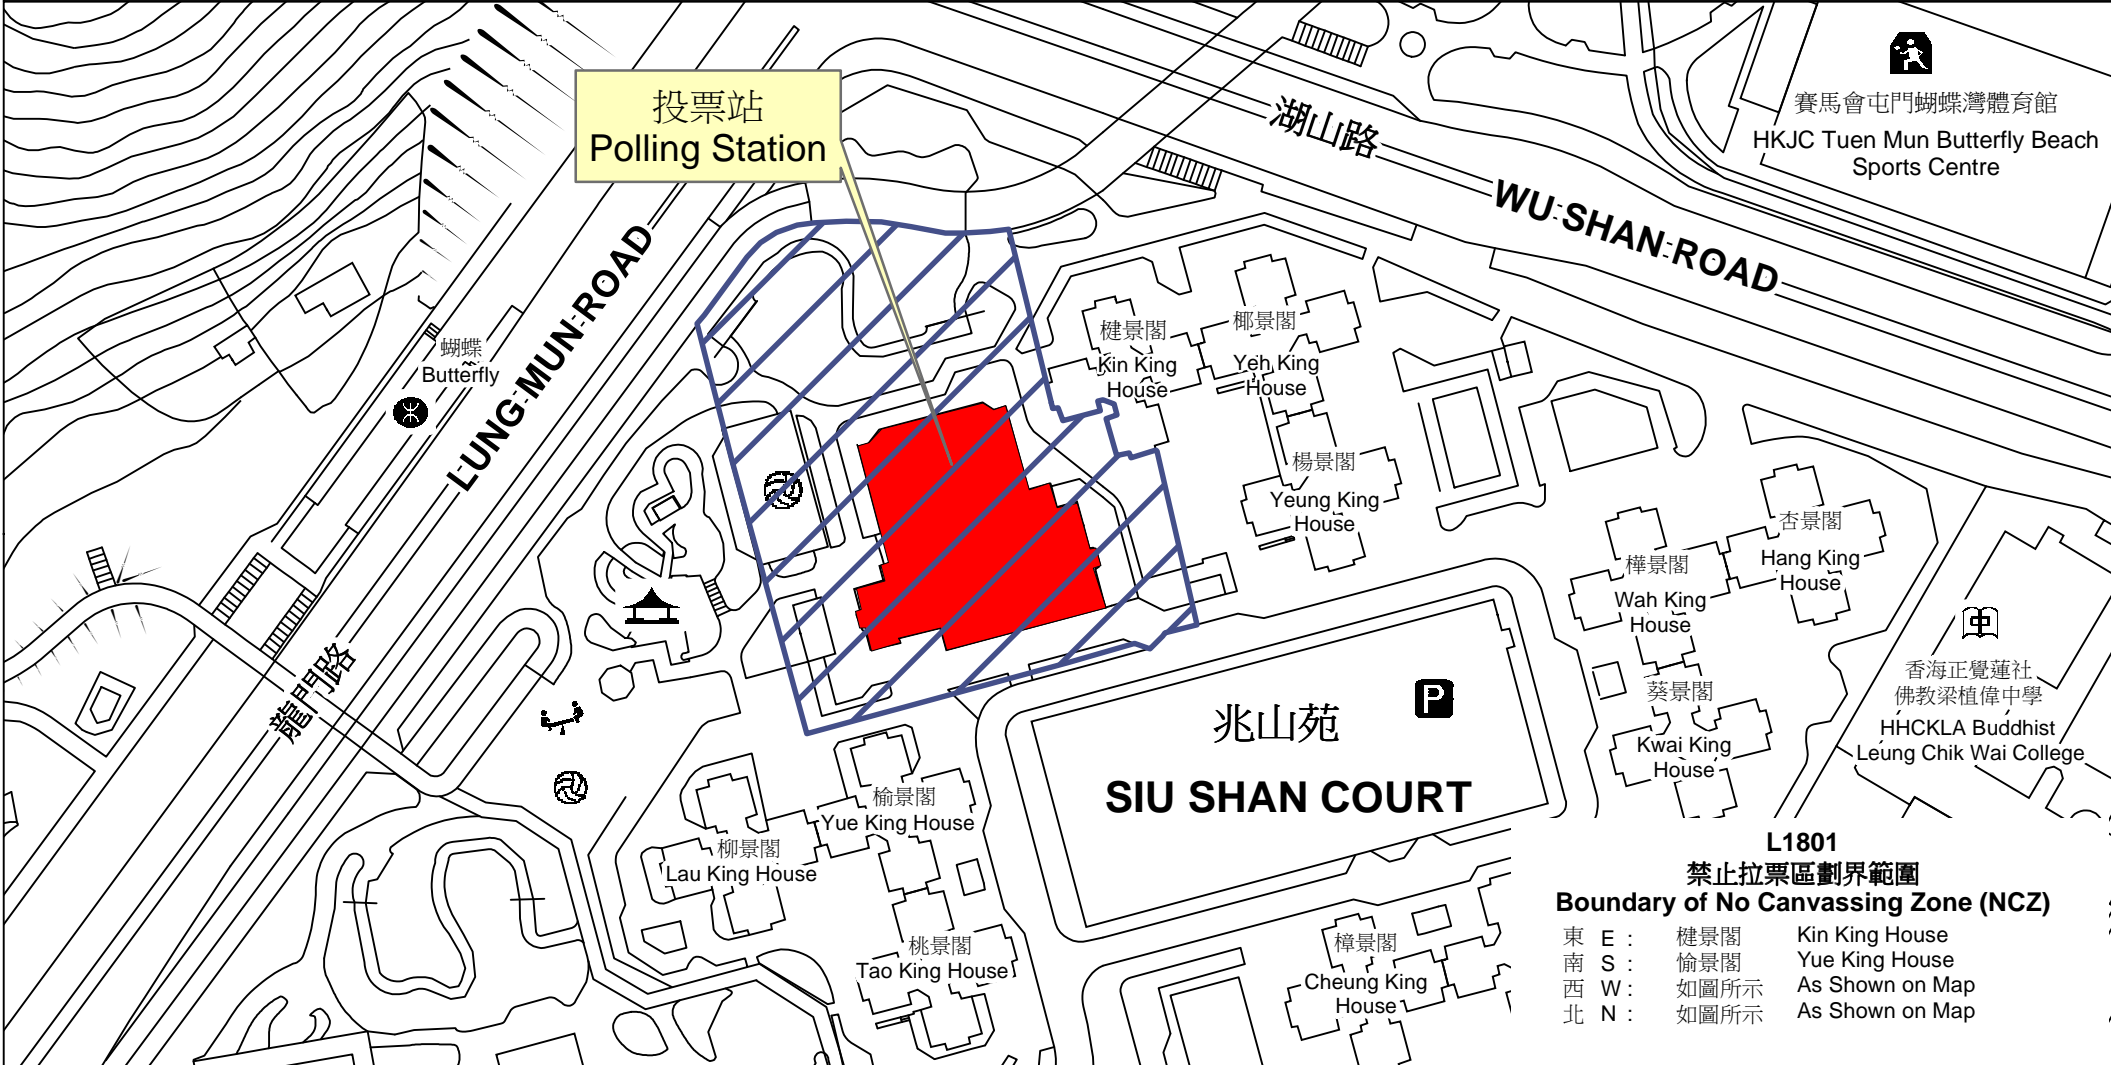 投票站
Polling Station
湖山路
WU SHAN ROAD
賽馬會屯門蝴蝶灣體育館
HKJC Tuen Mun Butterfly Beach
Sports Centre
LUNG MUN ROAD
龍門路
蝴蝶
Butterfly
楗景閣
Kin King
House
椰景閣
Yeh King
House
楊景閣
Yeung King
House
杏景閣
Hang King
House
樺景閣
Wah King
House
葵景閣
Kwai King
House
香海正覺蓮社
佛教梁植偉中學
HHCKLA Buddhist
Leung Chik Wai College
兆山苑
P
SIU SHAN COURT
榆景閣
Yue King House
柳景閣
Lau King House
桃景閣
Tao King House
樟景閣
Cheung King
House
L1801
禁止拉票區劃界範圍
Boundary of No Canvassing Zone (NCZ)
東 E : 楗景閣 Kin King House
南 S : 愉景閣 Yue King House
西 W : 如圖所示 As Shown on Map
北 N : 如圖所示 As Shown on Map